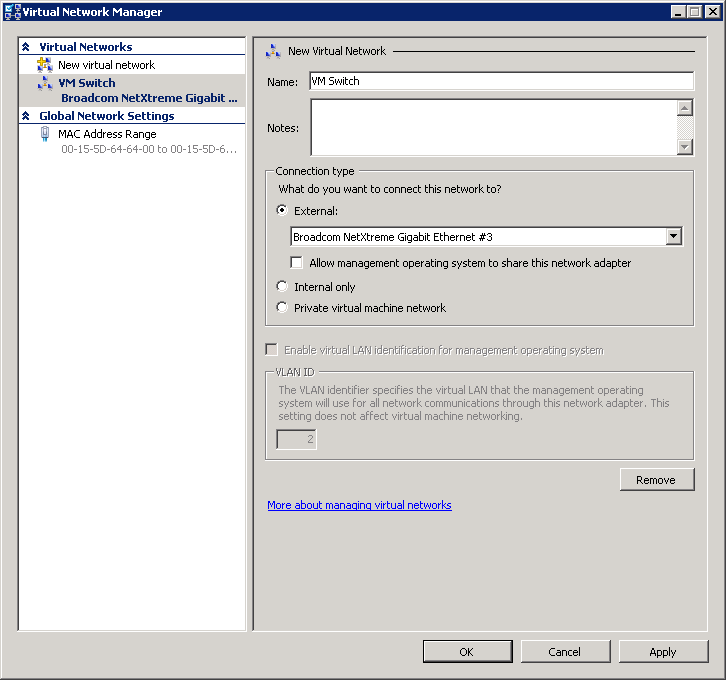 Virtual Network Manager
Virtual Networks
New virtual network
VM Switch
Broadcom NetXtreme Gigabit ...
Global Network Settings
MAC Address Range
00-15-5D-64-64-00 to 00-15-5D-6...
New Virtual Network
Name:
VM Switch
Notes:
Connection type
What do you want to connect this network to?
External:
Broadcom NetXtreme Gigabit Ethernet #3
Allow management operating system to share this network adapter
Internal only
Private virtual machine network
Enable virtual LAN identification for management operating system
VLAN ID
The VLAN identifier specifies the virtual LAN that the management operating
system will use for all network communications through this network adapter. This
setting does not affect virtual machine networking.
2
Remove
More about managing virtual networks
OK
Cancel
Apply